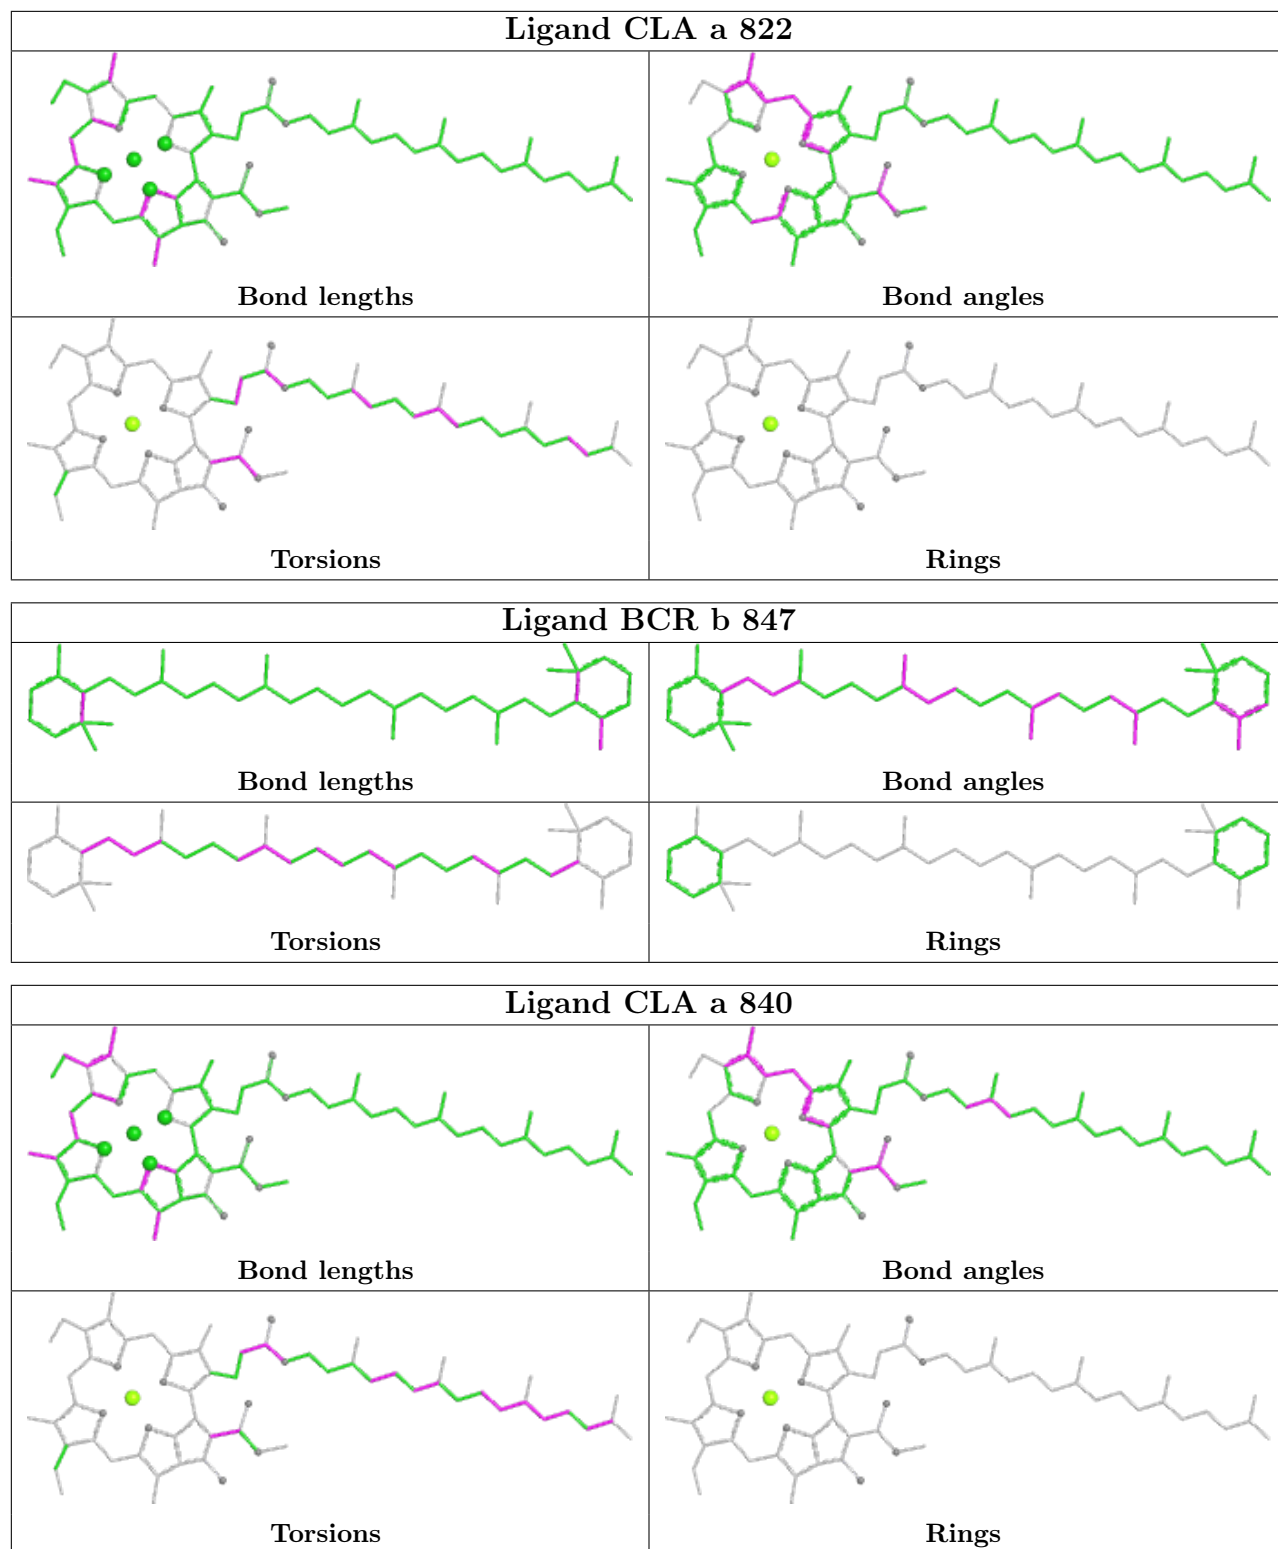 Ligand CLA a 822
Bond lengths
Bond angles
Torsions
Rings
Ligand BCR b 847
Bond lengths
Bond angles
Torsions
Rings
Ligand CLA a 840
Bond lengths
Bond angles
Torsions
Rings